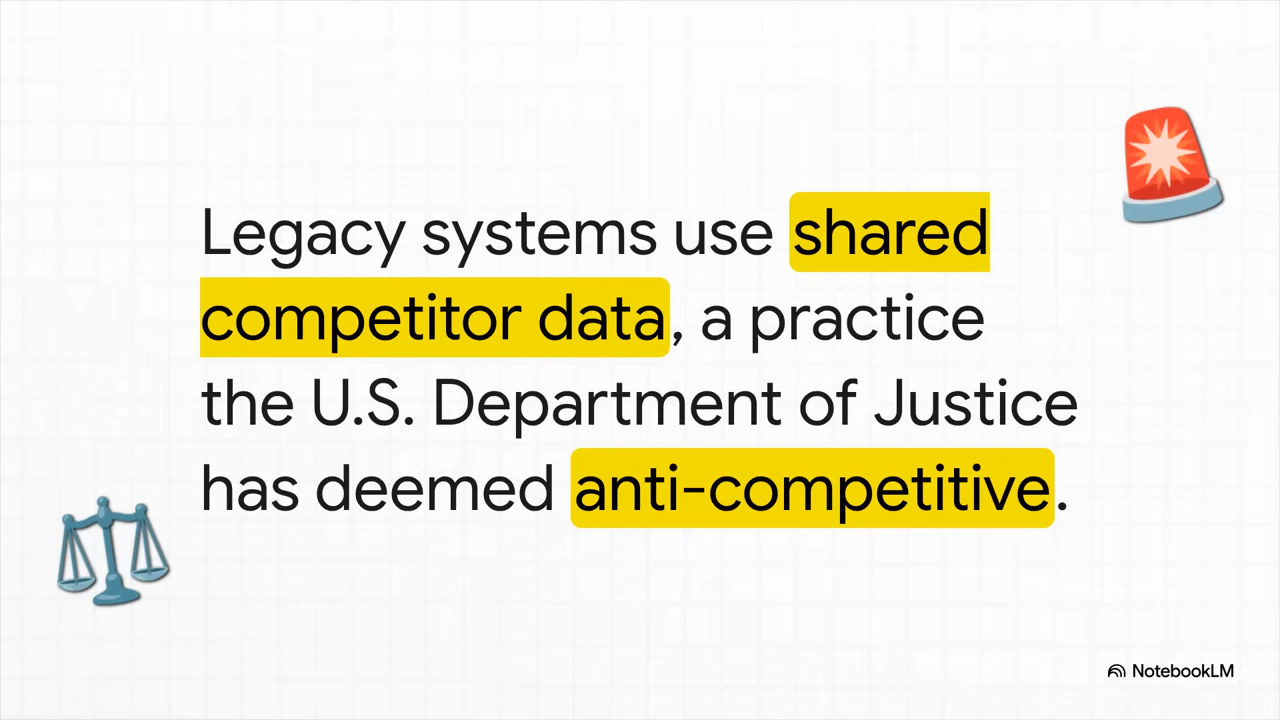 Legacy systems use shared
competitor data, a practice
the U.S. Department of Justice
has deemed anti-competitive.
NotebookLM